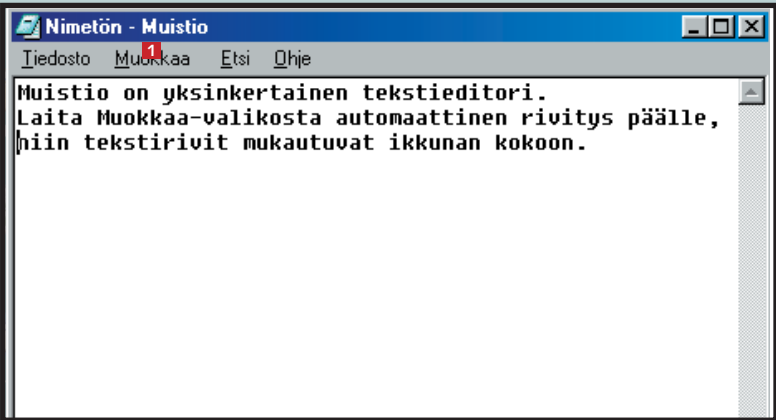 Nimetön - Muistio
Tiedosto Muokkaa Etsi Ohje
1
Muistio on yksinkertainen tekstieditori.
Laita Muokkaa-valikosta automaattinen rivitys päälle,
niin tekstirivit mukautuvat ikkunan kokoon.